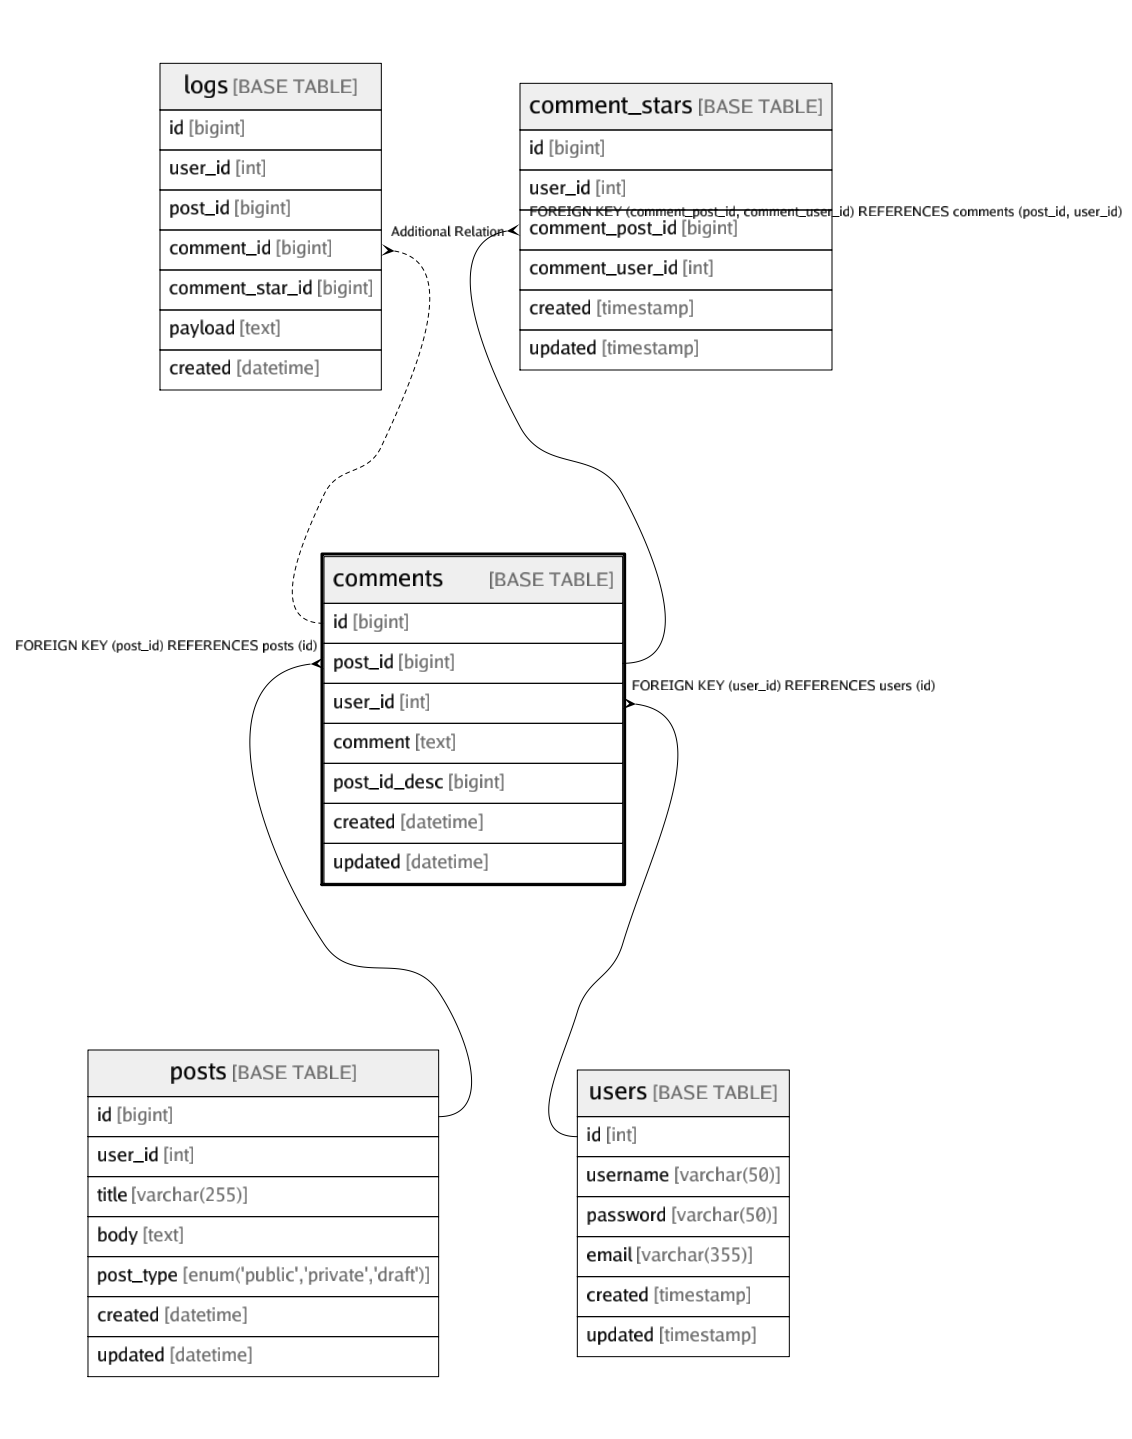 logs [BASE TABLE]
id [bigint]
user_id [int]
post_id [bigint]
comment_id [bigint]
comment_star_id [bigint]
payload [text]
created [datetime]
Additional Relation
comment_stars [BASE TABLE]
id [bigint]
user_id [int]
FOREIGN KEY (comment_post_id, comment_user_id) REFERENCES comments (post_id, user_id)
comment_post_id [bigint]
comment_user_id [int]
created [timestamp]
updated [timestamp]
comments [BASE TABLE]
id [bigint]
FOREIGN KEY (post_id) REFERENCES posts (id)
post_id [bigint]
FOREIGN KEY (user_id) REFERENCES users (id)
user_id [int]
comment [text]
post_id_desc [bigint]
created [datetime]
updated [datetime]
posts [BASE TABLE]
id [bigint]
user_id [int]
title [varchar(255)]
body [text]
post_type [enum('public','private','draft')]
created [datetime]
updated [datetime]
users [BASE TABLE]
id [int]
username [varchar(50)]
password [varchar(50)]
email [varchar(355)]
created [timestamp]
updated [timestamp]